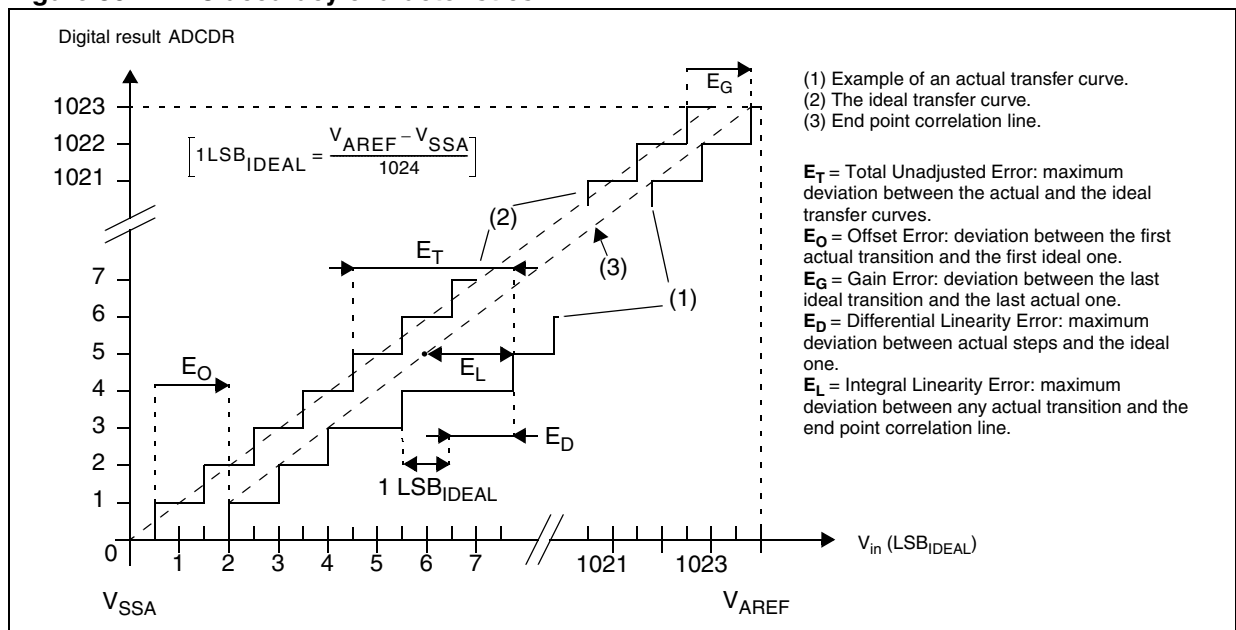 Digital result ADCDR
1023
1022
1021
7
6
5
4
3
2
1
0
[1LSB_IDEAL = (V_AREF – V_SSA) / 1024]
E_G
(2)
E_T
(3)
(1)
E_O
E_L
E_D
1 LSB_IDEAL
1 2 3 4 5 6 7 1021 1023
V_in (LSB_IDEAL)
V_SSA
V_AREF
(1) Example of an actual transfer curve.
(2) The ideal transfer curve.
(3) End point correlation line.
E_T = Total Unadjusted Error: maximum
deviation between the actual and the ideal
transfer curves.
E_O = Offset Error: deviation between the first
actual transition and the first ideal one.
E_G = Gain Error: deviation between the last
ideal transition and the last actual one.
E_D = Differential Linearity Error: maximum
deviation between actual steps and the ideal
one.
E_L = Integral Linearity Error: maximum
deviation between any actual transition and the
end point correlation line.